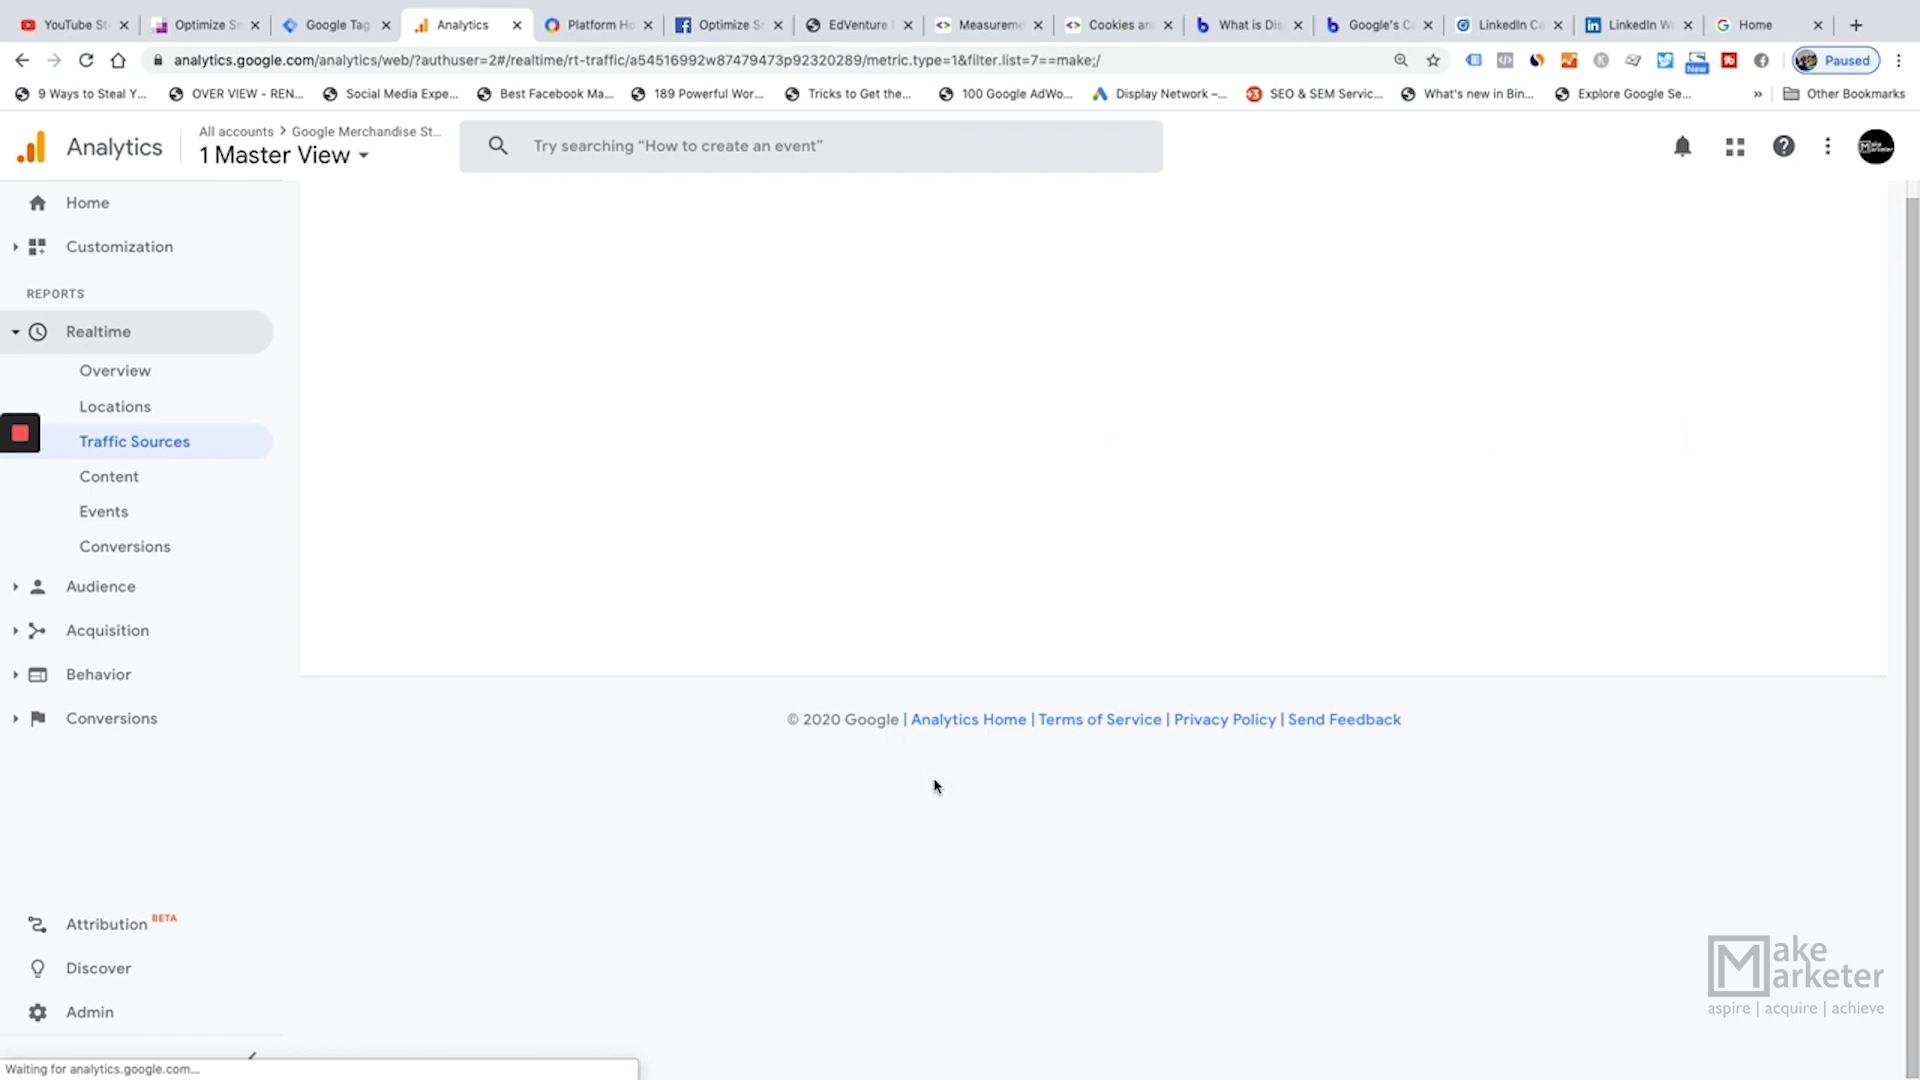 YouTube St
Optimize Sm
Google Tag
Analytics
Platform Ho
Optimize S
EdVenture
Measureme
Cookies an
What is Dis
Google's C
LinkedIn Ca
LinkedIn We
Home
analytics.google.com/analytics/web/?authuser=2#/realtime/rt-traffic/a54516992w87479473p92320289/metric.type=1&filter.list=7==make;/
New
Paused
9 Ways to Steal Y...
OVER VIEW - REN...
Social Media Expe...
Best Facebook Ma...
189 Powerful Wor...
Tricks to Get the...
100 Google AdWo...
Display Network –...
SEO & SEM Servic...
What's new in Bin...
Explore Google Se...
»
Other Bookmarks
Analytics
All accounts > Google Merchandise St...
1 Master View
Try searching “How to create an event”
Home
Customization
REPORTS
Realtime
Overview
Locations
Traffic Sources
Content
Events
Conversions
Audience
Acquisition
Behavior
Conversions
© 2020 Google | Analytics Home | Terms of Service | Privacy Policy | Send Feedback
Attribution BETA
Discover
Admin
Make
Marketer
aspire | acquire | achieve
Waiting for analytics.google.com...